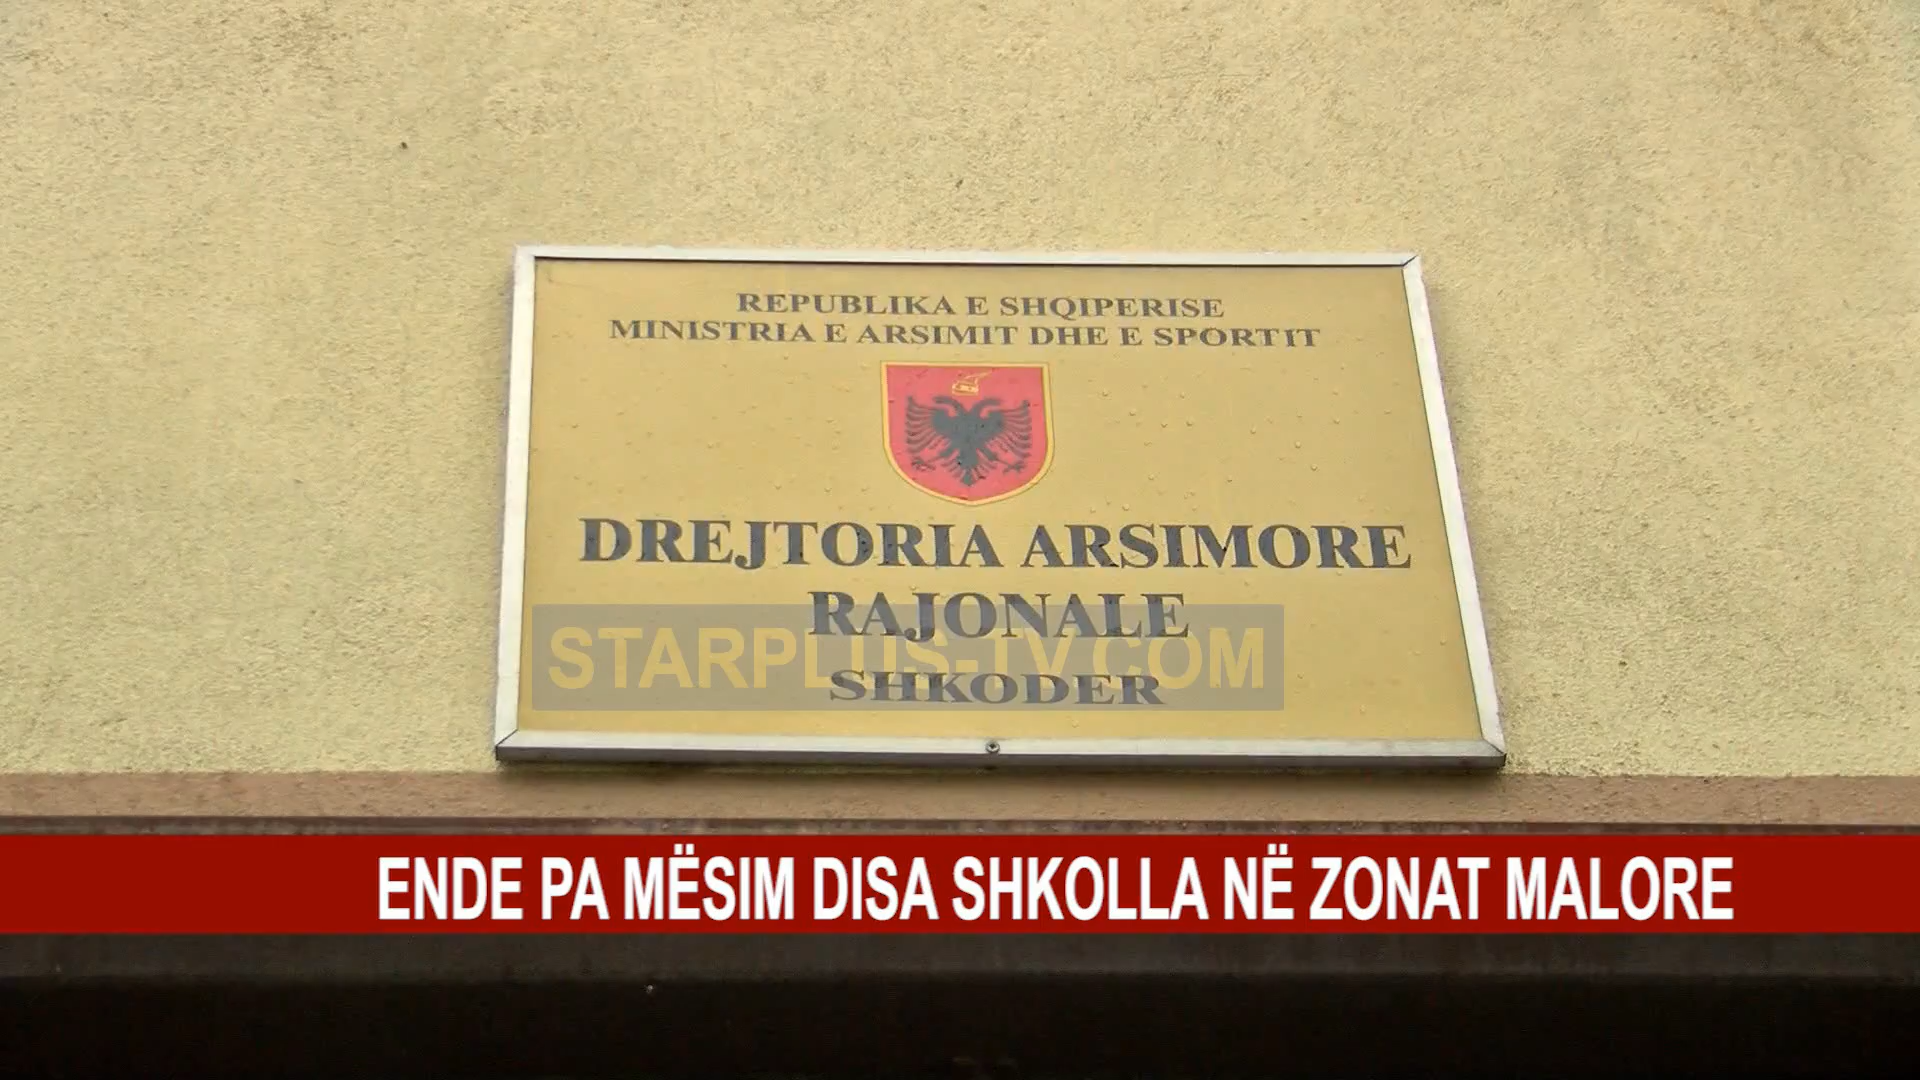 REPUBLIKA E SHQIPERISE
MINISTRIA E ARSIMIT DHE E SPORTIT
DREJTORIA ARSIMORE
RAJONALE
STARPLUS-TV.COM
SHKODER
ENDE PA MËSIM DISA SHKOLLA NË ZONAT MALORE